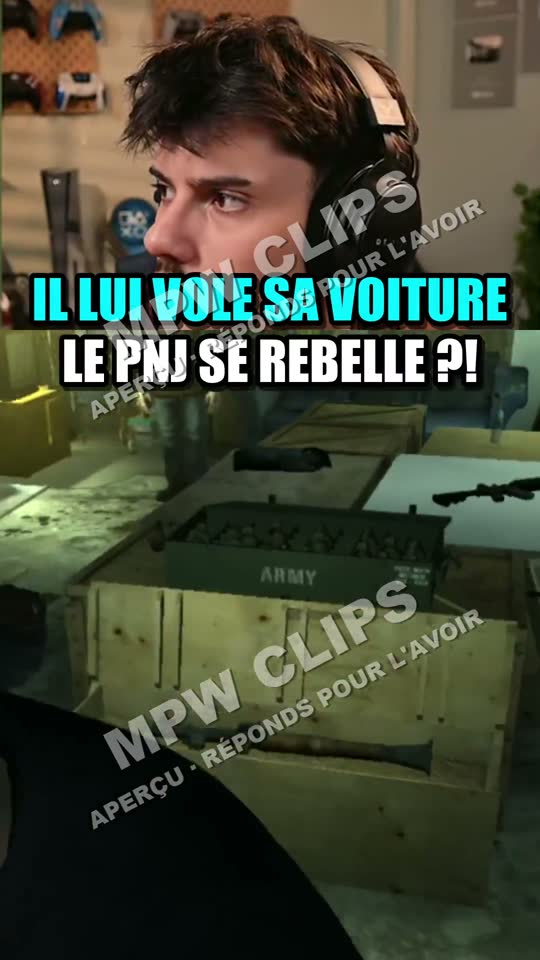 IL LUI VOLE SA VOITURE
LE PNJ SE REBELLE ?!
MPW CLIPS
APERÇU · RÉPONDS POUR L'AVOIR
ARMY
MPW CLIPS
APERÇU · RÉPONDS POUR L'AVOIR